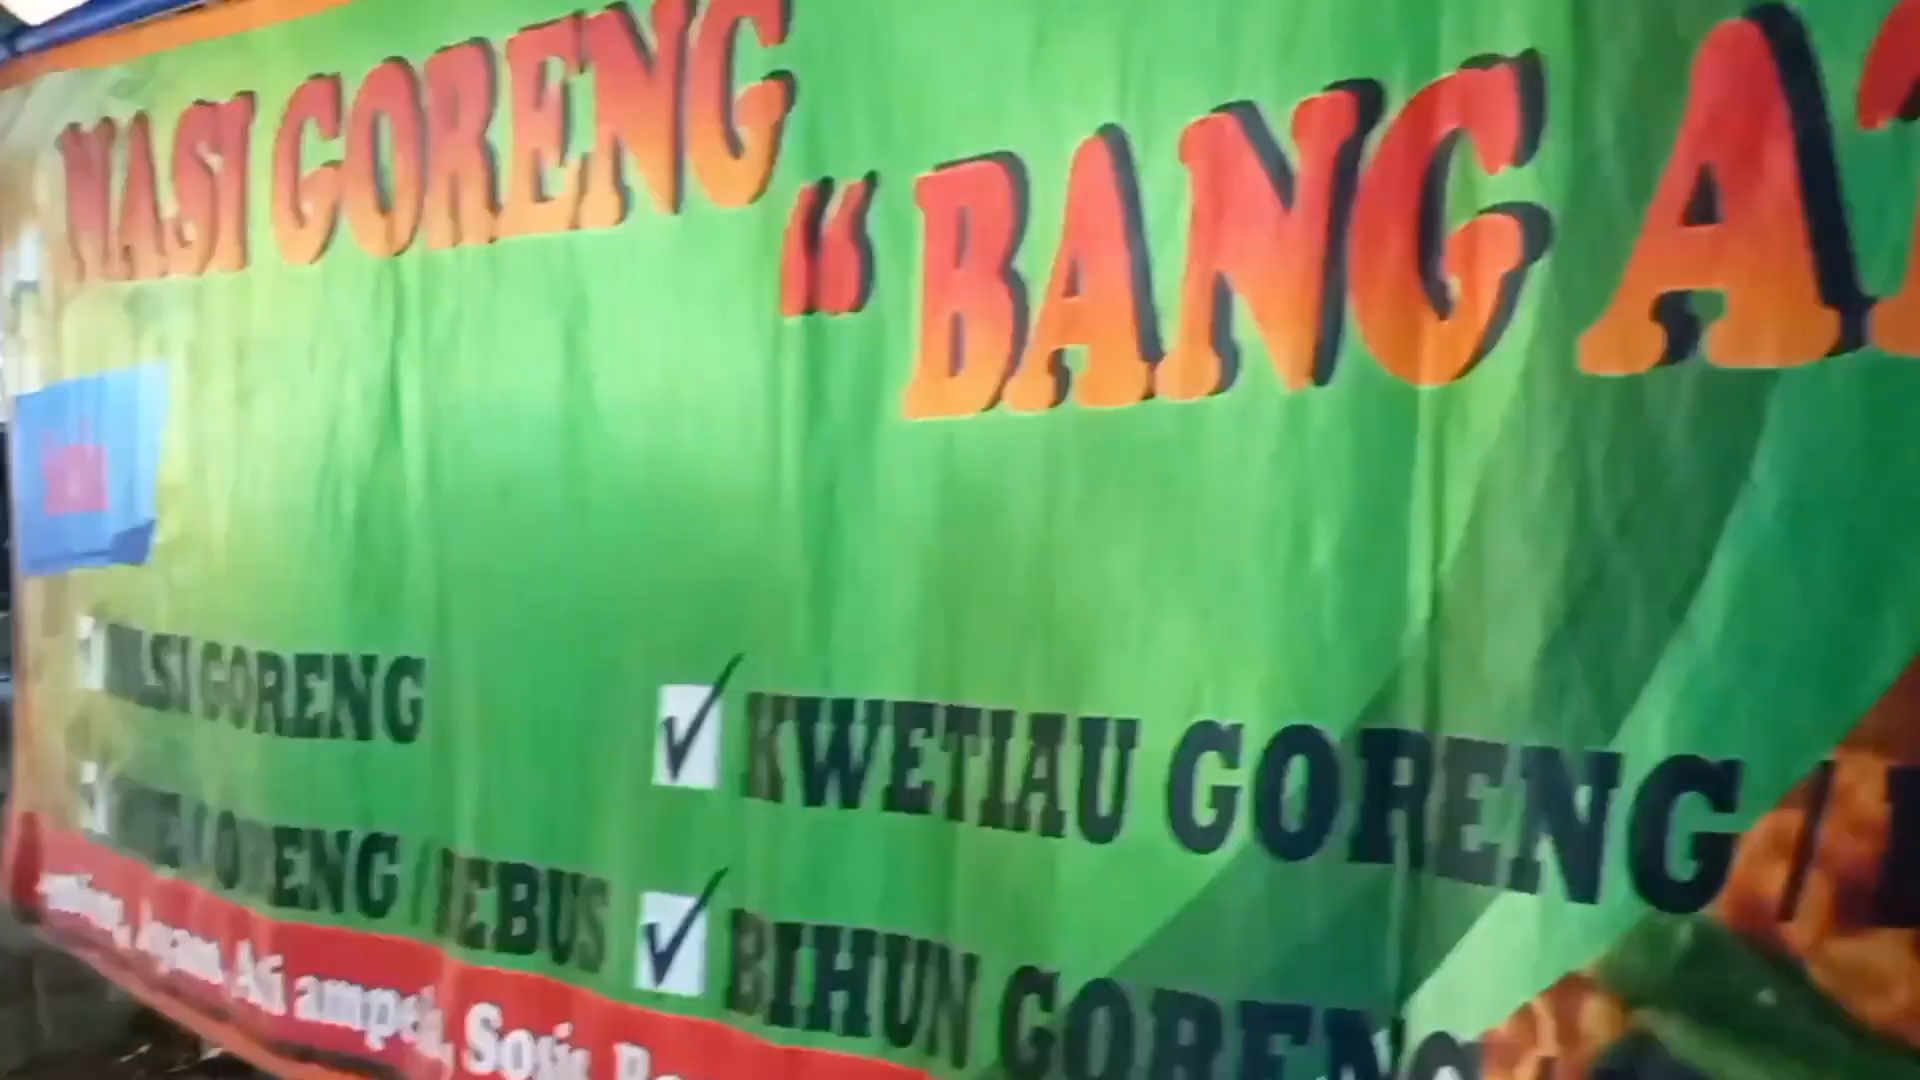 NASI GORENG
“BANG
NASI GORENG
GORENG / REBUS
KWETIAU GORENG /
BIHUN GORENG
Ayam, Ati ampela, Sosis,